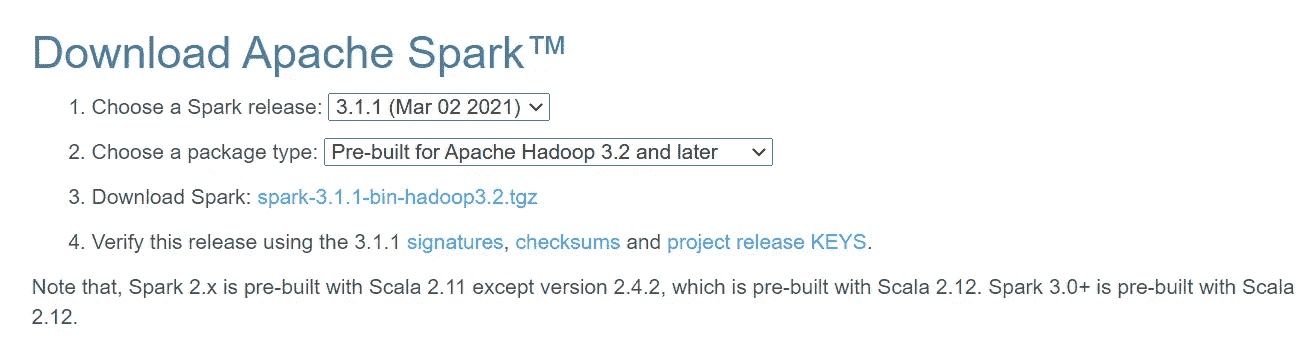 Download Apache Spark™
1. Choose a Spark release: 3.1.1 (Mar 02 2021)
2. Choose a package type: Pre-built for Apache Hadoop 3.2 and later
3. Download Spark: spark-3.1.1-bin-hadoop3.2.tgz
4. Verify this release using the 3.1.1 signatures, checksums and project release KEYS.
Note that, Spark 2.x is pre-built with Scala 2.11 except version 2.4.2, which is pre-built with Scala 2.12. Spark 3.0+ is pre-built with Scala
2.12.